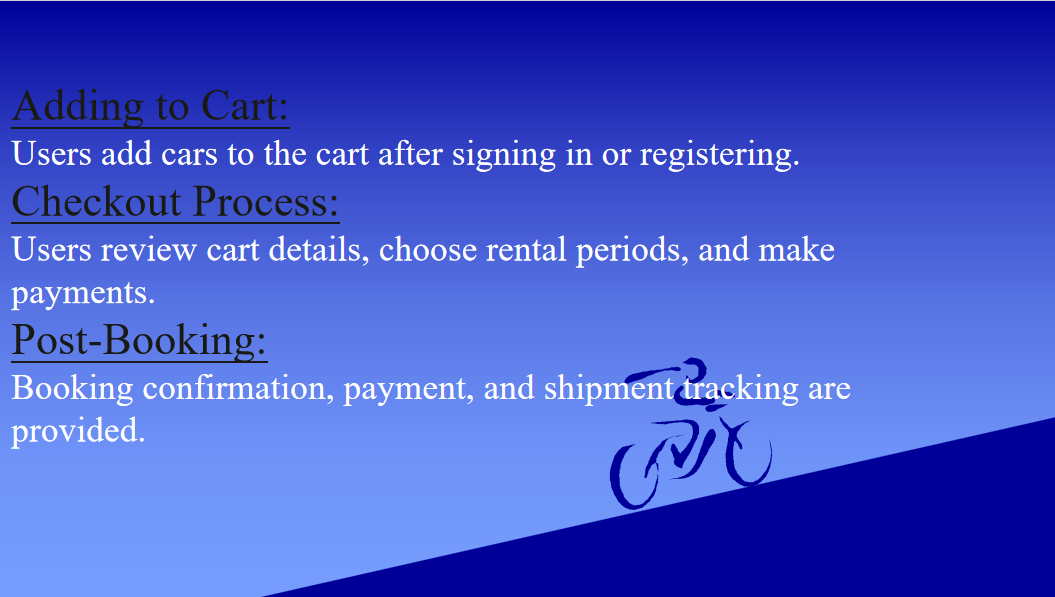 Adding to Cart:
Users add cars to the cart after signing in or registering.
Checkout Process:
Users review cart details, choose rental periods, and make
payments.
Post-Booking:
Booking confirmation, payment, and shipment tracking are
provided.